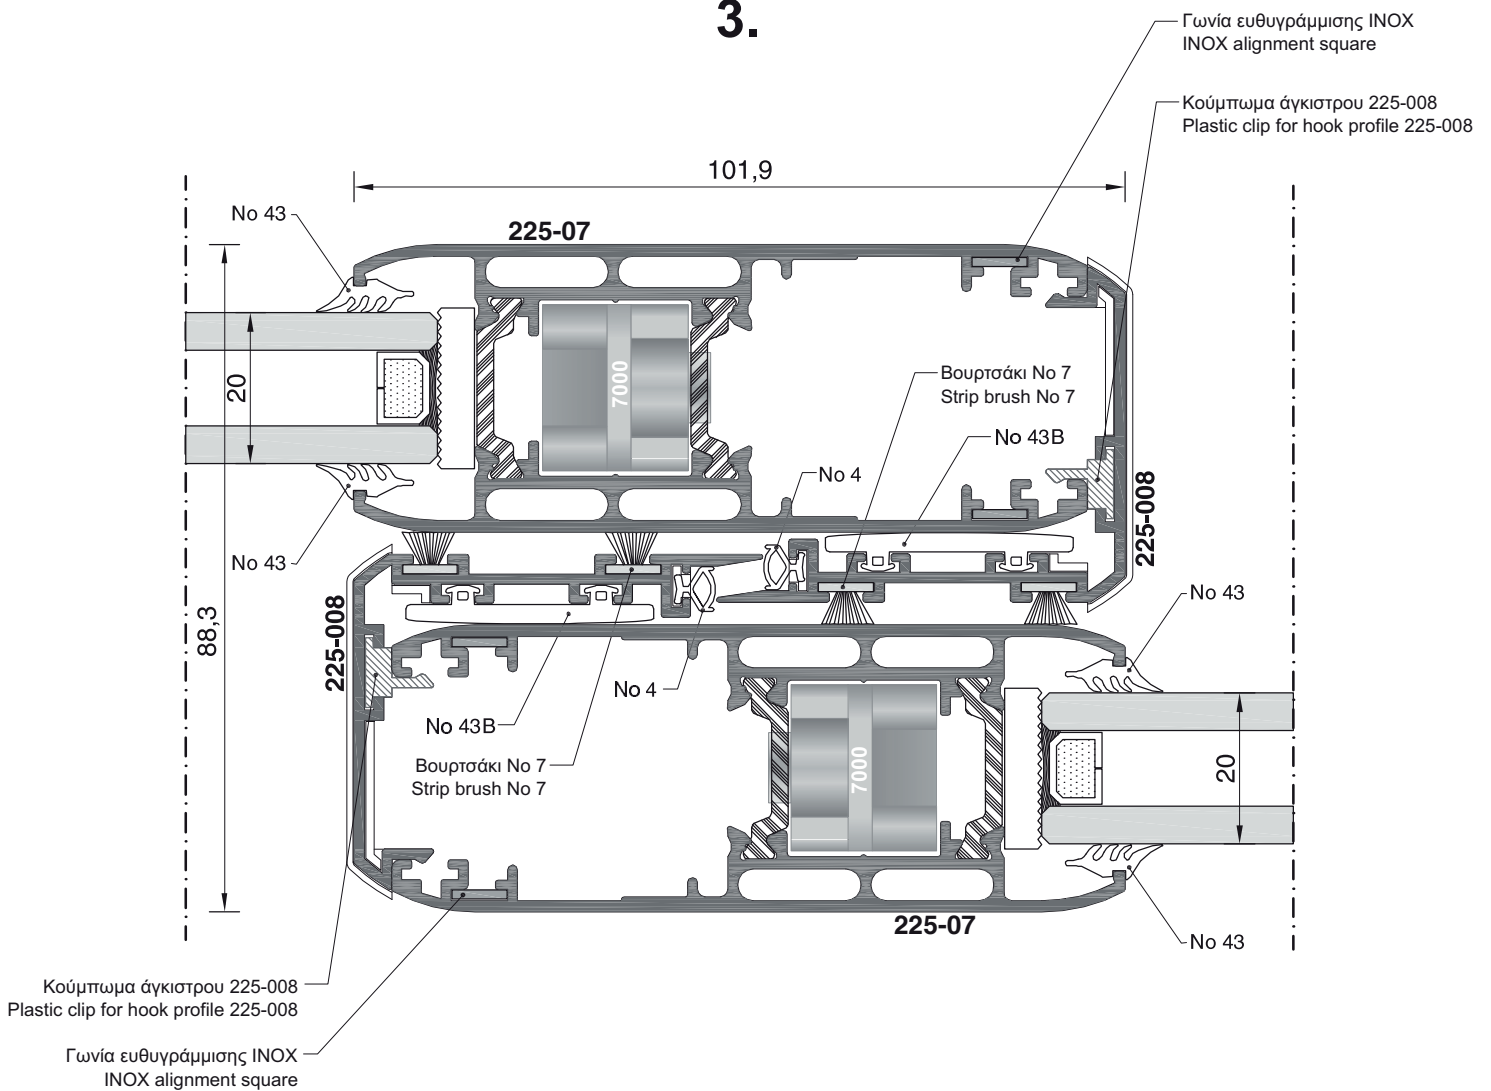 3.
Γωνία ευθυγράμμισης INOX
INOX alignment square
Κούμπωμα άγκιστρου 225-008
Plastic clip for hook profile 225-008
101,9
No 43
225-07
20
7000
Βουρτσάκι No 7
Strip brush No 7
No 43B
No 4
225-008
No 43
No 43
88,3
225-008
No 4
No 43B
Βουρτσάκι No 7
Strip brush No 7
7000
20
225-07
No 43
Κούμπωμα άγκιστρου 225-008
Plastic clip for hook profile 225-008
Γωνία ευθυγράμμισης INOX
INOX alignment square